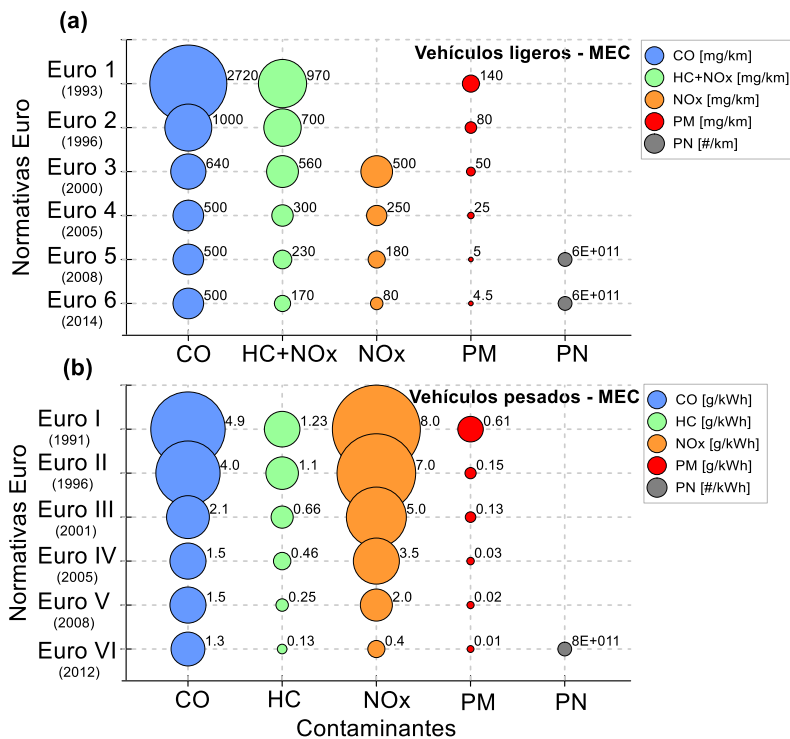 (a)
Vehículos ligeros - MEC
CO [mg/km]
HC+NOx [mg/km]
NOx [mg/km]
PM [mg/km]
PN [#/km]
Normativas Euro
Euro 1
(1993)
2720 970 140
Euro 2
(1996)
1000 700 80
Euro 3
(2000)
640 560 500 50
Euro 4
(2005)
500 300 250 25
Euro 5
(2008)
500 230 180 5 6E+011
Euro 6
(2014)
500 170 80 4.5 6E+011
CO HC+NOx NOx PM PN
(b)
Vehículos pesados - MEC
CO [g/kWh]
HC [g/kWh]
NOx [g/kWh]
PM [g/kWh]
PN [#/kWh]
Normativas Euro
Euro I
(1991)
4.9 1.23 8.0 0.61
Euro II
(1996)
4.0 1.1 7.0 0.15
Euro III
(2001)
2.1 0.66 5.0 0.13
Euro IV
(2005)
1.5 0.46 3.5 0.03
Euro V
(2008)
1.5 0.25 2.0 0.02
Euro VI
(2012)
1.3 0.13 0.4 0.01 8E+011
CO HC NOx PM PN
Contaminantes